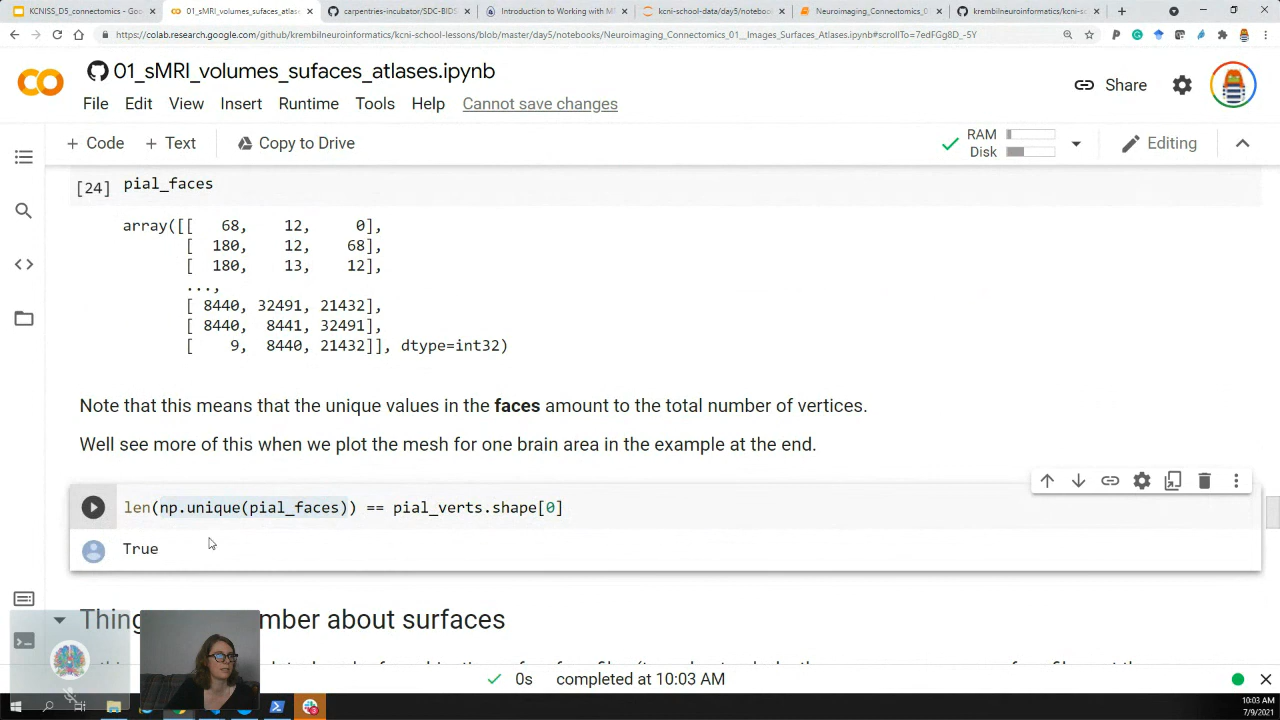 KCNISS_D5_connectomics - Goo
01_sMRI_volumes_sufaces_atlase
carpentries-incubator/SDC-BIDS
Introduction to Working with MR
kcni-school-data/day5/notebook
Neuroimaging_Connectomics_0
krembilneuroinformatics/kcni-s
https://colab.research.google.com/github/krembilneuroinformatics/kcni-school-lessons/blob/master/day5/notebooks/Neuroimaging_Connectomics_01__Images_Surfaces_Atlases.ipynb#scrollTo=7edFGg8D_-5Y
01_sMRI_volumes_sufaces_atlases.ipynb
File Edit View Insert Runtime Tools Help Cannot save changes
Share
+ Code + Text Copy to Drive
RAM
Disk
Editing
[24] pial_faces
array([[ 68, 12, 0],
[ 180, 12, 68],
[ 180, 13, 12],
...,
[ 8440, 32491, 21432],
[ 8440, 8441, 32491],
[ 9, 8440, 21432]], dtype=int32)
Note that this means that the unique values in the faces amount to the total number of vertices.
Well see more of this when we plot the mesh for one brain area in the example at the end.
len(np.unique(pial_faces)) == pial_verts.shape[0]
True
Thing mber about surfaces
0s completed at 10:03 AM
10:03 AM
7/9/2021